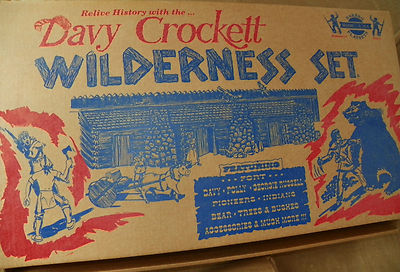 Relive History with the ...
Davy Crockett
WILDERNESS SET
FEATURING
FORT
DAVY • POLLY • GEORGIE RUSSELL
PIONEERS • INDIANS
BEAR • TREES & BUSHES
ACCESSORIES & MUCH MORE !!!